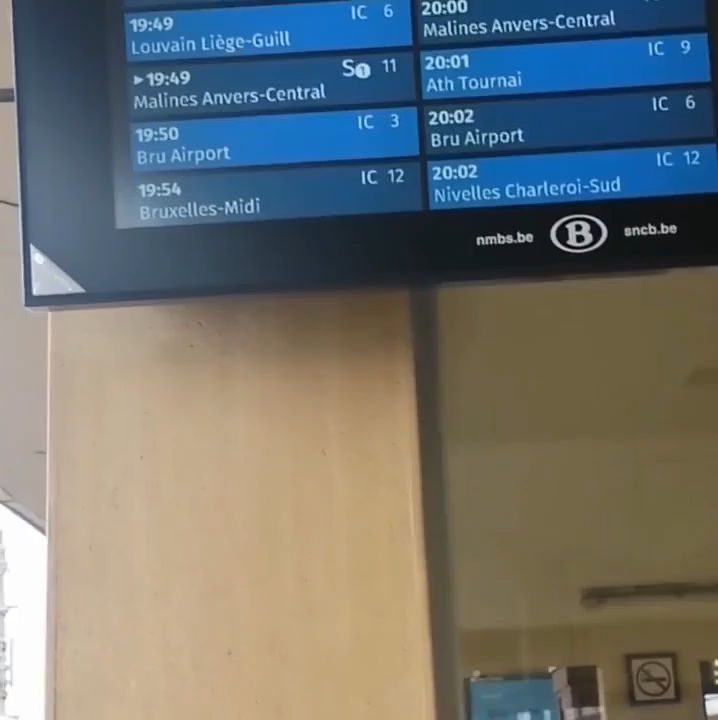 19:49 IC 6
Louvain Liège-Guill
▸19:49 S1 11
Malines Anvers-Central
19:50 IC 3
Bru Airport
19:54 IC 12
Bruxelles-Midi
20:00
Malines Anvers-Central
20:01 IC 9
Ath Tournai
20:02 IC 6
Bru Airport
20:02 IC 12
Nivelles Charleroi-Sud
nmbs.be B sncb.be